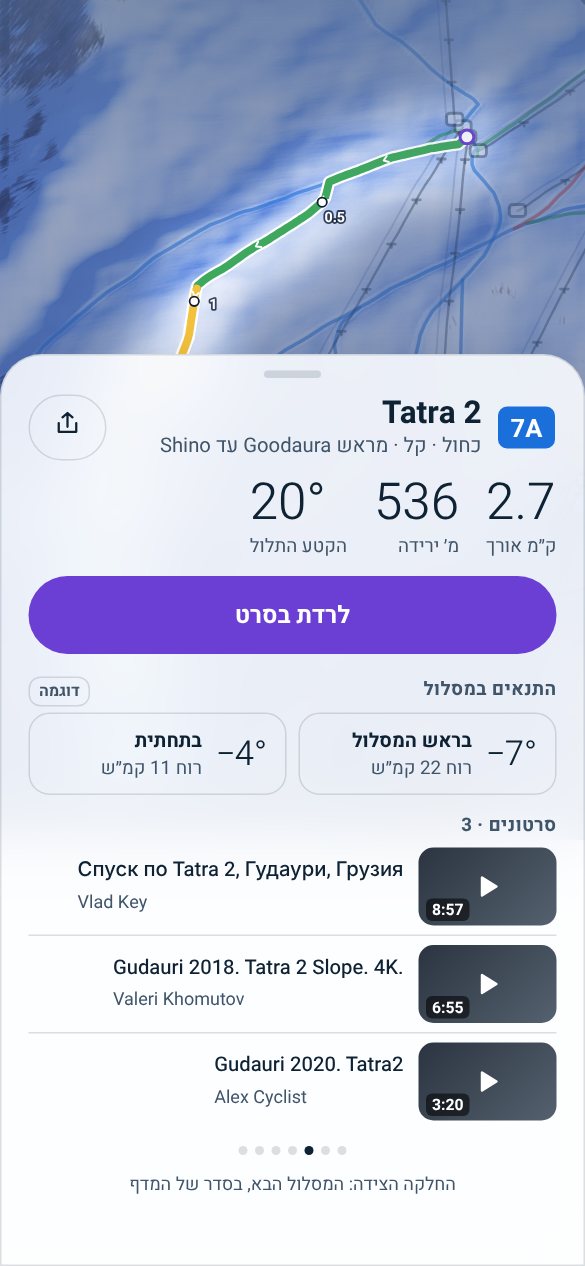 0.5
1
7A
Tatra 2
כחול · קל · מראש Goodaura עד Shino
2.7
ק״מ אורך
536
מ׳ ירידה
20°
הקטע התלול
לרדת בסרט
התנאים במסלול
דוגמה
−7°
בראש המסלול
רוח 22 קמ״ש
−4°
בתחתית
רוח 11 קמ״ש
סרטונים · 3
Спуск по Tatra 2, Гудаури, Грузия
Vlad Key
8:57
Gudauri 2018. Tatra 2 Slope. 4K.
Valeri Khomutov
6:55
Gudauri 2020. Tatra2
Alex Cyclist
3:20
החלקה הצידה: המסלול הבא, בסדר של המדף